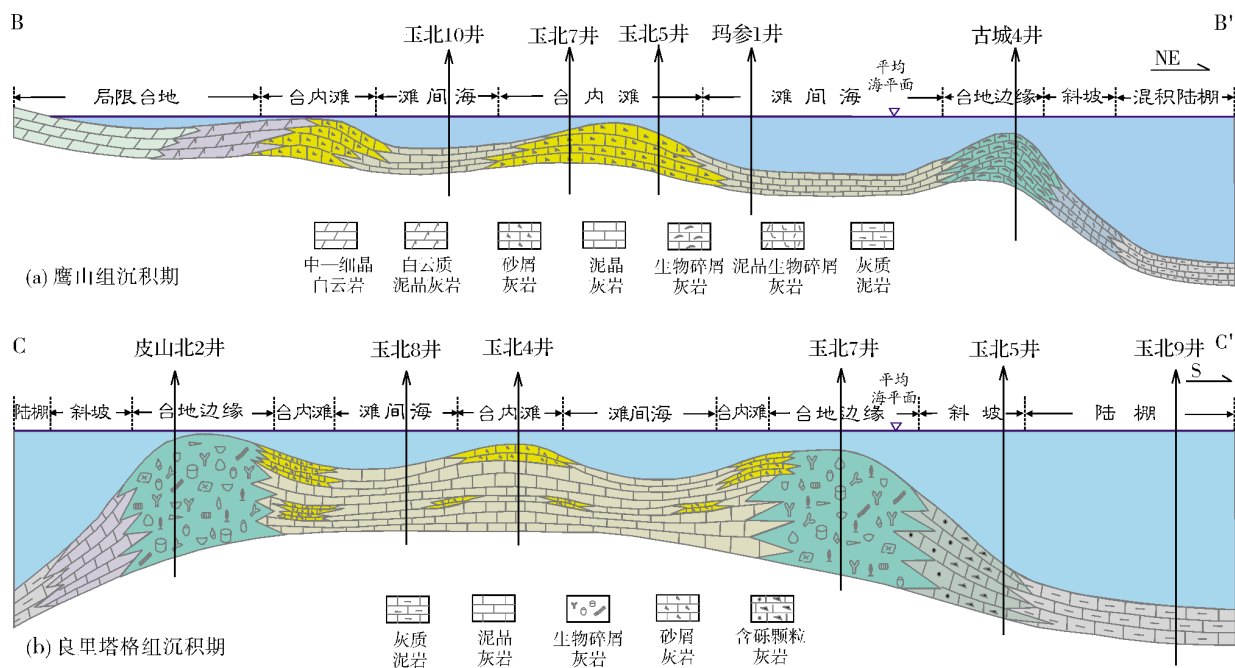 B
B'
玉北10井
玉北7井
玉北5井
玛参1井
古城4井
NE
平均
海平面
局限台地
台内滩
滩间海
台内滩
滩间海
台地边缘
斜坡
混积陆棚
中—细晶
白云岩
白云质
泥晶灰岩
砂屑
灰岩
泥晶
灰岩
生物碎屑
灰岩
泥晶生物碎屑
灰岩
灰质
泥岩
(a) 鹰山组沉积期
C
C'
皮山北2井
玉北8井
玉北4井
玉北7井
玉北5井
玉北9井
S
平均
海平面
陆棚
斜坡
台地边缘
台内滩
滩间海
台内滩
滩间海
台内滩
台地边缘
斜坡
陆棚
灰质
泥岩
泥晶
灰岩
生物碎屑
灰岩
砂屑
灰岩
含砾颗粒
灰岩
(b) 良里塔格组沉积期